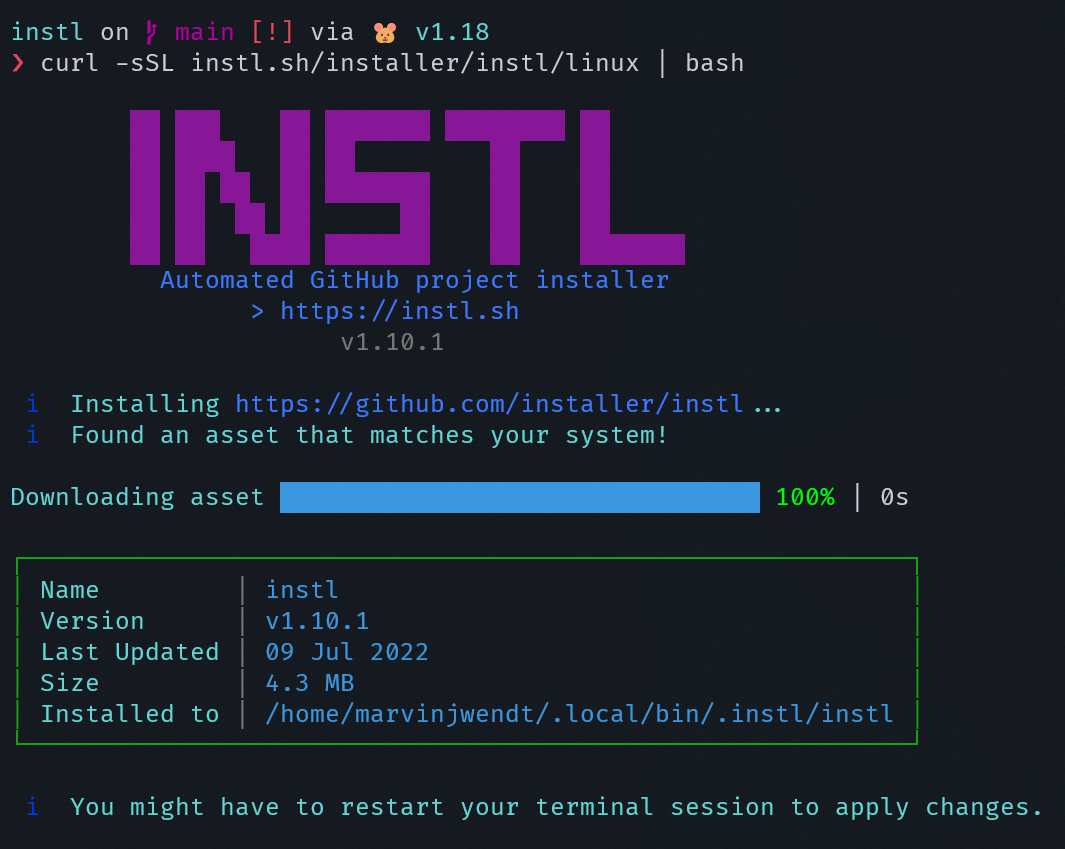 instl on main [!] via 🐹 v1.18
❯ curl -sSL instl.sh/installer/instl/linux | bash
INSTL
Automated GitHub project installer
> https://instl.sh
v1.10.1
i Installing https://github.com/installer/instl...
i Found an asset that matches your system!
Downloading asset 100% | 0s
Name | instl
Version | v1.10.1
Last Updated | 09 Jul 2022
Size | 4.3 MB
Installed to | /home/marvinjwendt/.local/bin/.instl/instl
i You might have to restart your terminal session to apply changes.